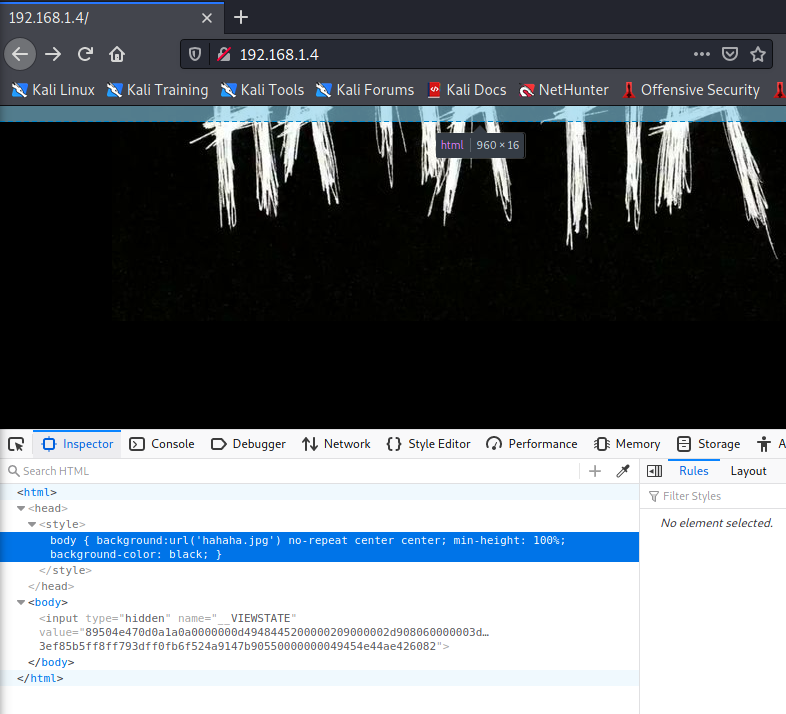 192.168.1.4/
192.168.1.4
Kali Linux Kali Training Kali Tools Kali Forums Kali Docs NetHunter Offensive Security
html 960 × 16
Inspector Console Debugger Network Style Editor Performance Memory Storage A
Search HTML
Rules Layout
Filter Styles
No element selected.
<html>
<head>
<style>
body { background:url('hahaha.jpg') no-repeat center center; min-height: 100%;
background-color: black; }
</style>
</head>
<body>
<input type="hidden" name="__VIEWSTATE"
value="89504e470d0a1a0a0000000d4948445200000209000002d908060000003d…
3ef85b5ff8ff793dff0fb6f524a9147b90550000000049454e44ae426082">
</body>
</html>